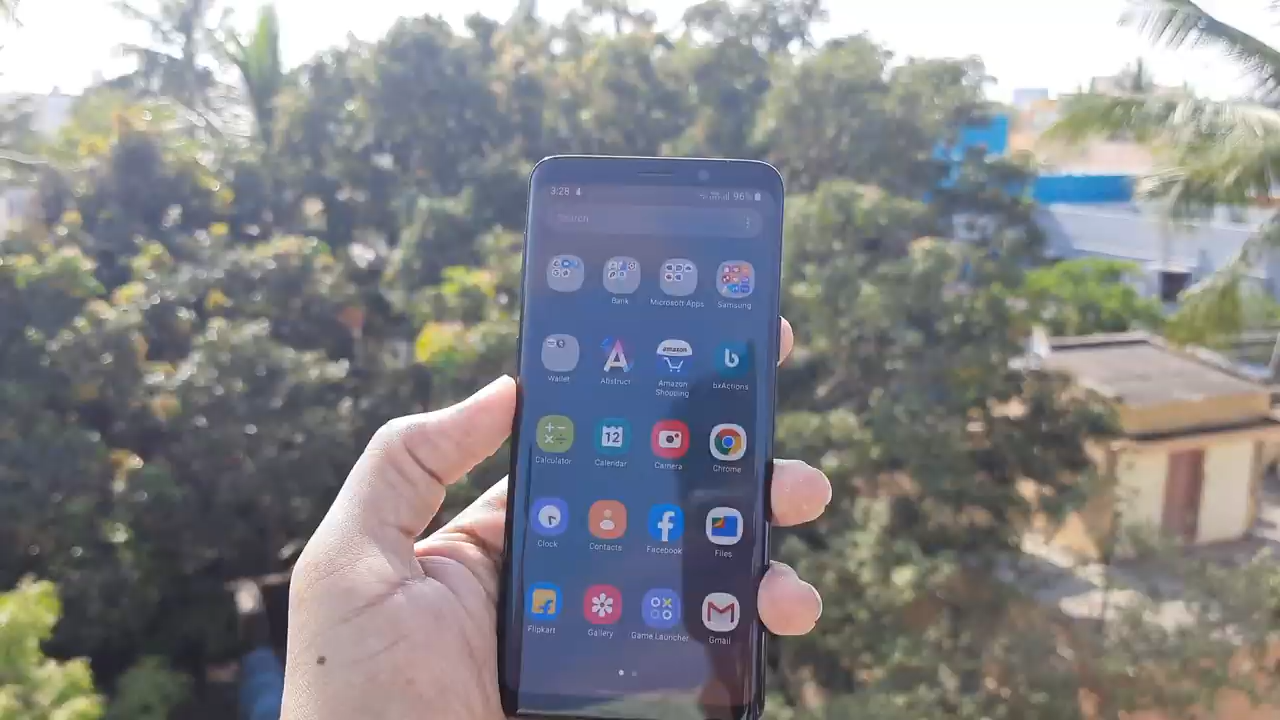 3:28
96%
Search
Bank
Microsoft Apps
Samsung
Wallet
Abstruct
amazon
Amazon
Shopping
b
bxActions
Calculator
12
Calendar
Camera
Chrome
Clock
Contacts
Facebook
Files
Flipkart
Gallery
Game Launcher
Gmail